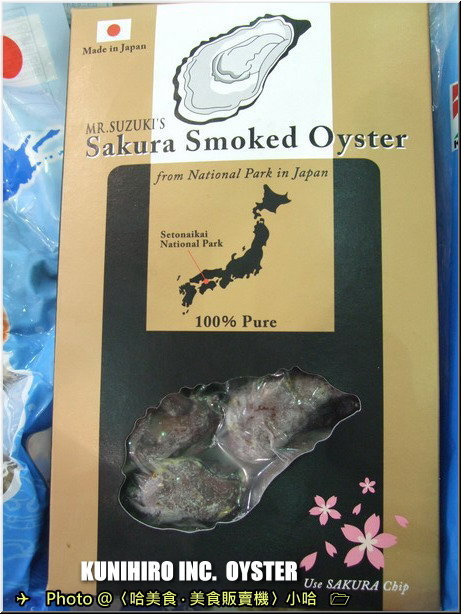 Made in Japan
MR.SUZUKI'S
Sakura Smoked Oyster
from National Park in Japan
Setonaikai
National Park
100% Pure
KUNIHIRO INC. OYSTER
Use SAKURA Chip
Photo @〈哈美食·美食販賣機〉小哈